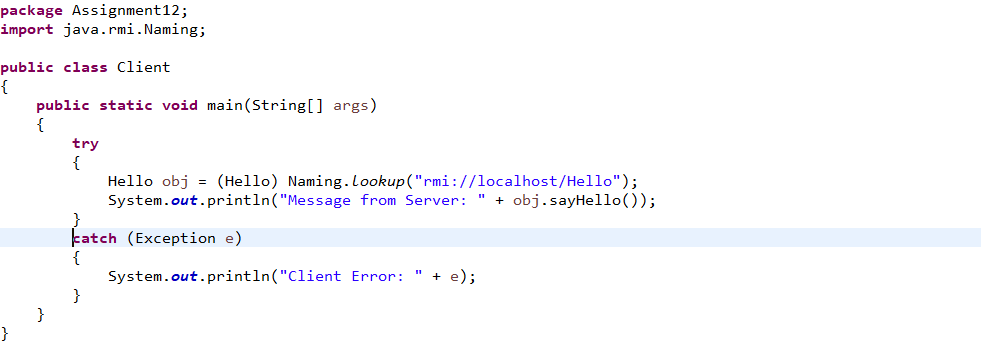 package Assignment12;
import java.rmi.Naming;

public class Client
{
    public static void main(String[] args)
    {
        try
        {
            Hello obj = (Hello) Naming.lookup("rmi://localhost/Hello");
            System.out.println("Message from Server: " + obj.sayHello());
        }
        catch (Exception e)
        {
            System.out.println("Client Error: " + e);
        }
    }
}